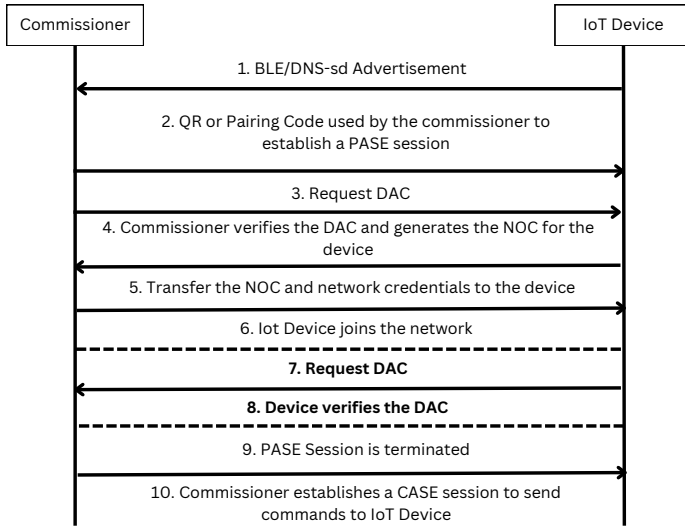 Commissioner
IoT Device
1. BLE/DNS-sd Advertisement
2. QR or Pairing Code used by the commissioner to
establish a PASE session
3. Request DAC
4. Commissioner verifies the DAC and generates the NOC for the
device
5. Transfer the NOC and network credentials to the device
6. Iot Device joins the network
7. Request DAC
8. Device verifies the DAC
9. PASE Session is terminated
10. Commissioner establishes a CASE session to send
commands to IoT Device